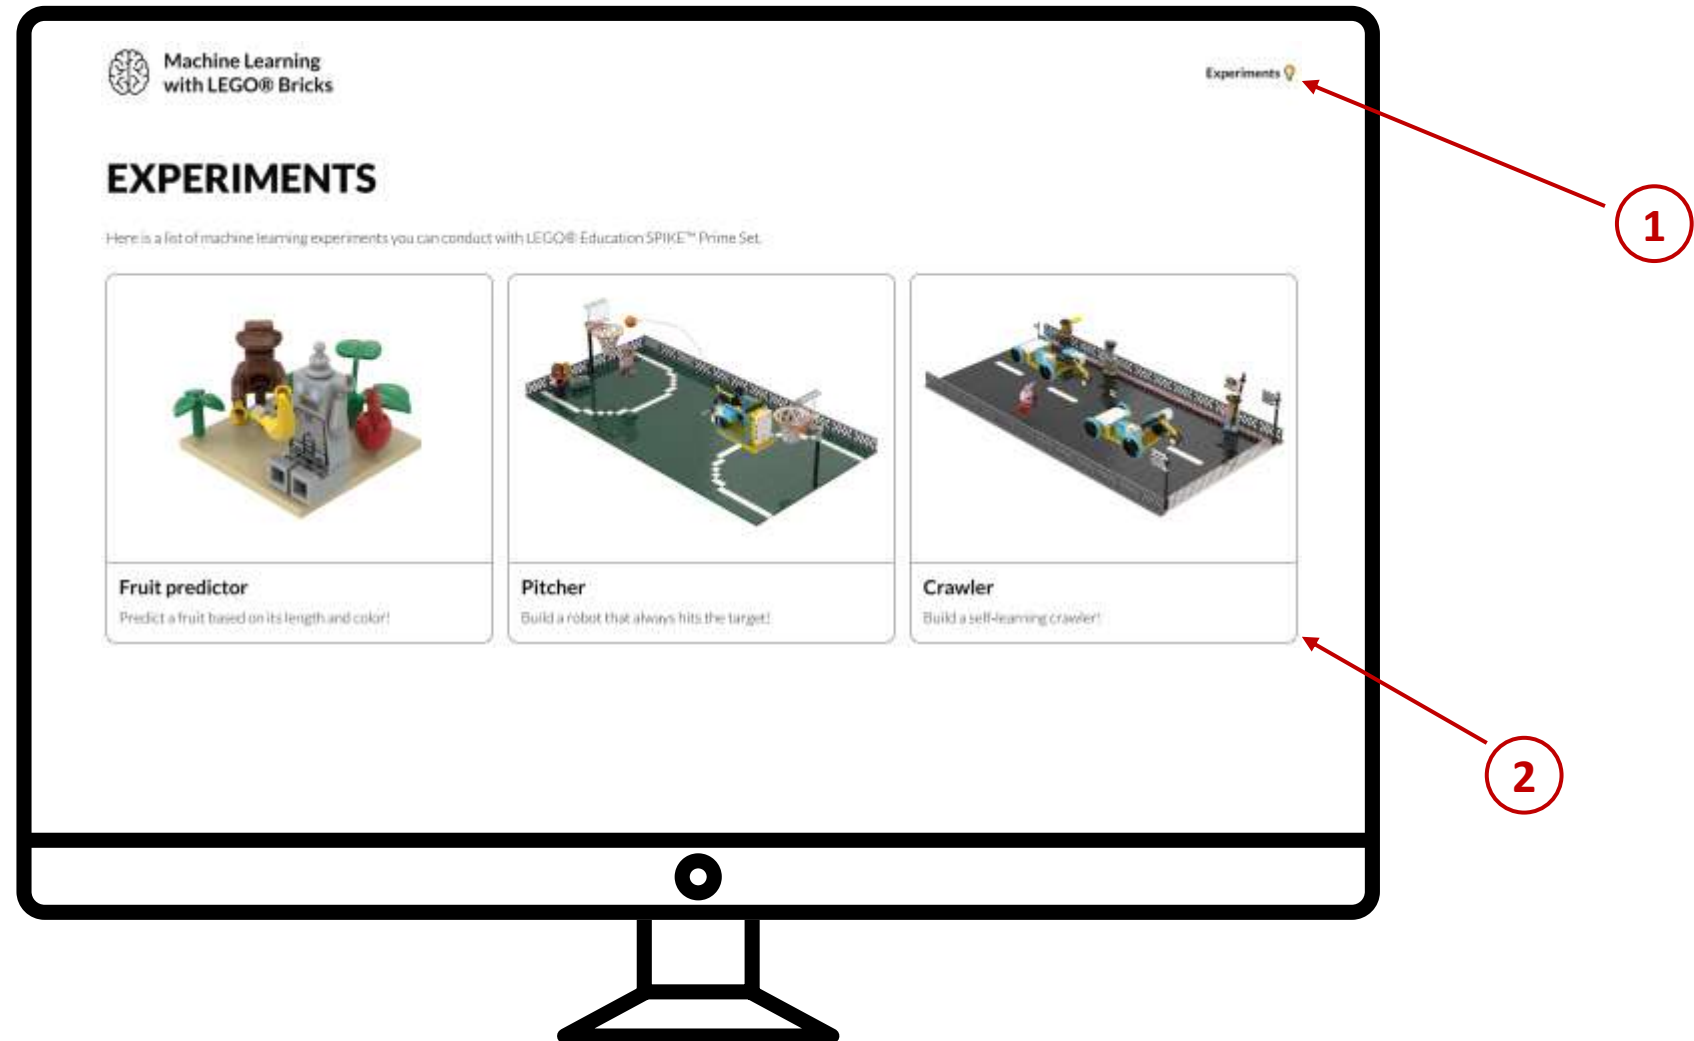 Machine Learning
with LEGO® Bricks
Experiments
1
EXPERIMENTS
Here is a list of machine learning experiments you can conduct with LEGO® Education SPIKE™ Prime Set.
Fruit predictor
Predict a fruit based on its length and color!
Pitcher
Build a robot that always hits the target!
Crawler
Build a self-learning crawler!
2